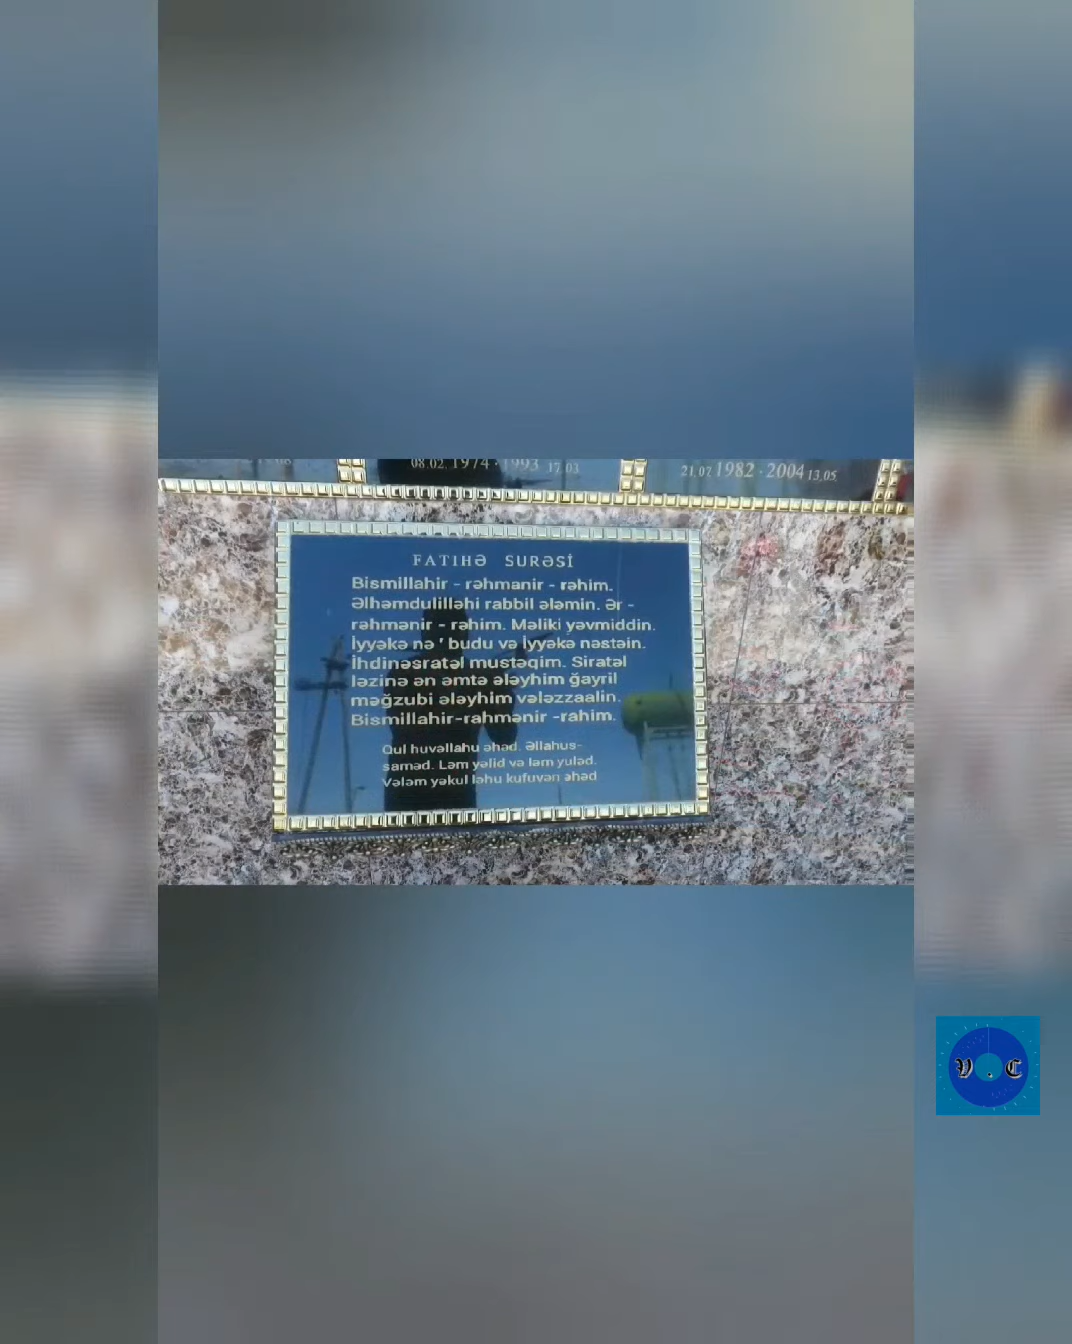 08.02.1974 · 1993 17.03
21.07.1982 · 2004 13.05
FATIHƏ SURƏSİ
Bismillahir - rəhmanir - rəhim.
Əlhəmdulilləhi rabbil ələmin. Ər -
rəhmənir - rəhim. Məliki yəvmiddin.
İyyəkə nə ' budu və İyyəkə nəstəin.
İhdinəsratəl mustəqim. Siratəl
ləzinə ən əmtə ələyhim ğayril
məğzubi ələyhim vələzzaalin.
Bismillahir-rahmənir -rahim.
Qul huvəllahu əhəd. Əllahus-
saməd. Ləm yəlid və ləm yuləd.
Vələm yəkul ləhu kufuvən əhəd
V . C